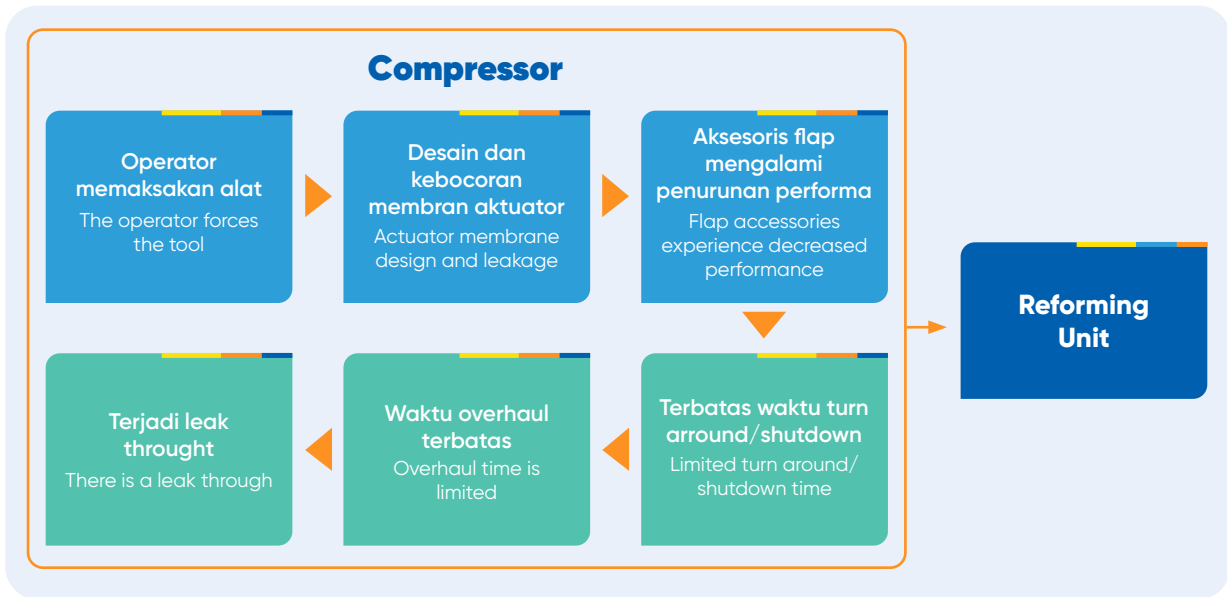 Compressor
Operator
memaksakan alat
The operator forces
the tool
Desain dan
kebocoran
membran aktuator
Actuator membrane
design and leakage
Aksesoris flap
mengalami
penurunan performa
Flap accessories
experience decreased
performance
Terbatas waktu turn
arround/shutdown
Limited turn around/
shutdown time
Waktu overhaul
terbatas
Overhaul time is
limited
Terjadi leak
throught
There is a leak through
Reforming
Unit